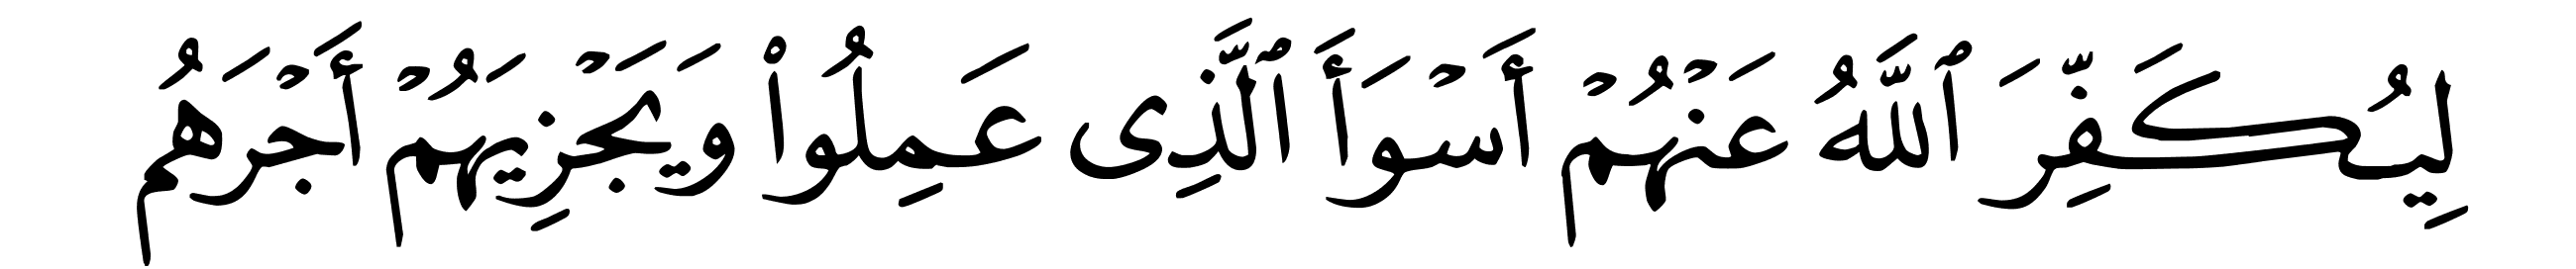 لِيُكَفِّرَ ٱللَّهُ عَنْهُمْ أَسْوَأَ ٱلَّذِى عَمِلُوا۟ وَيَجْزِيَهُمْ أَجْرَهُم